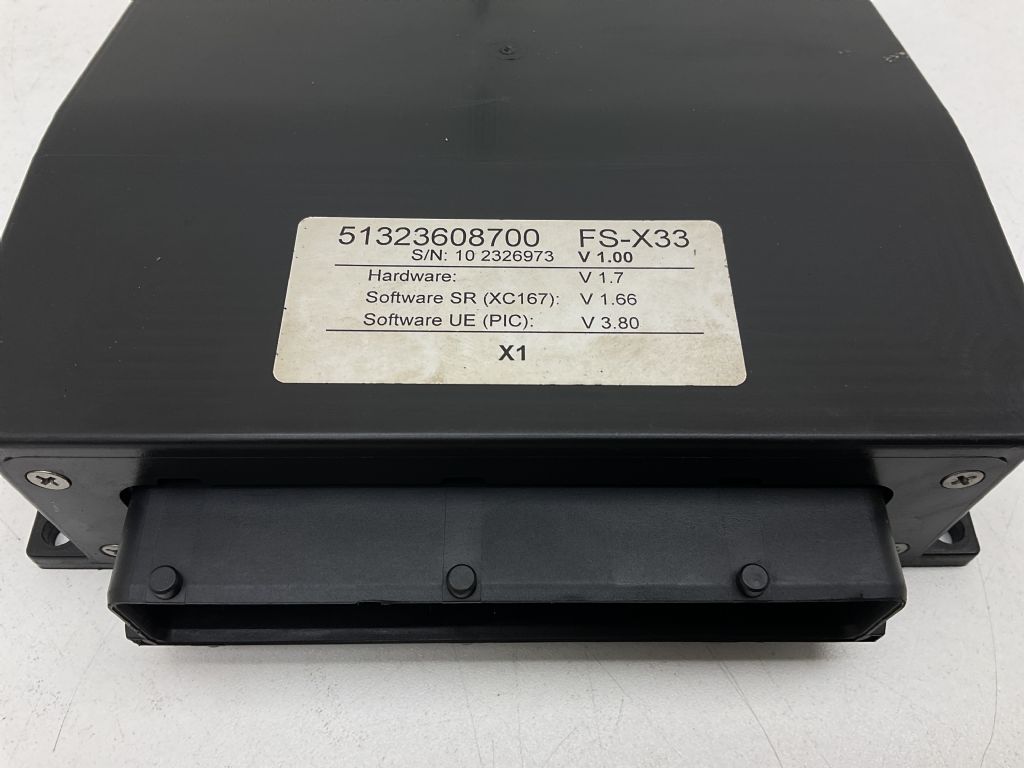 51323608700 FS-X33
S/N: 10 2326973 V 1.00
Hardware: V 1.7
Software SR (XC167): V 1.66
Software UE (PIC): V 3.80
X1